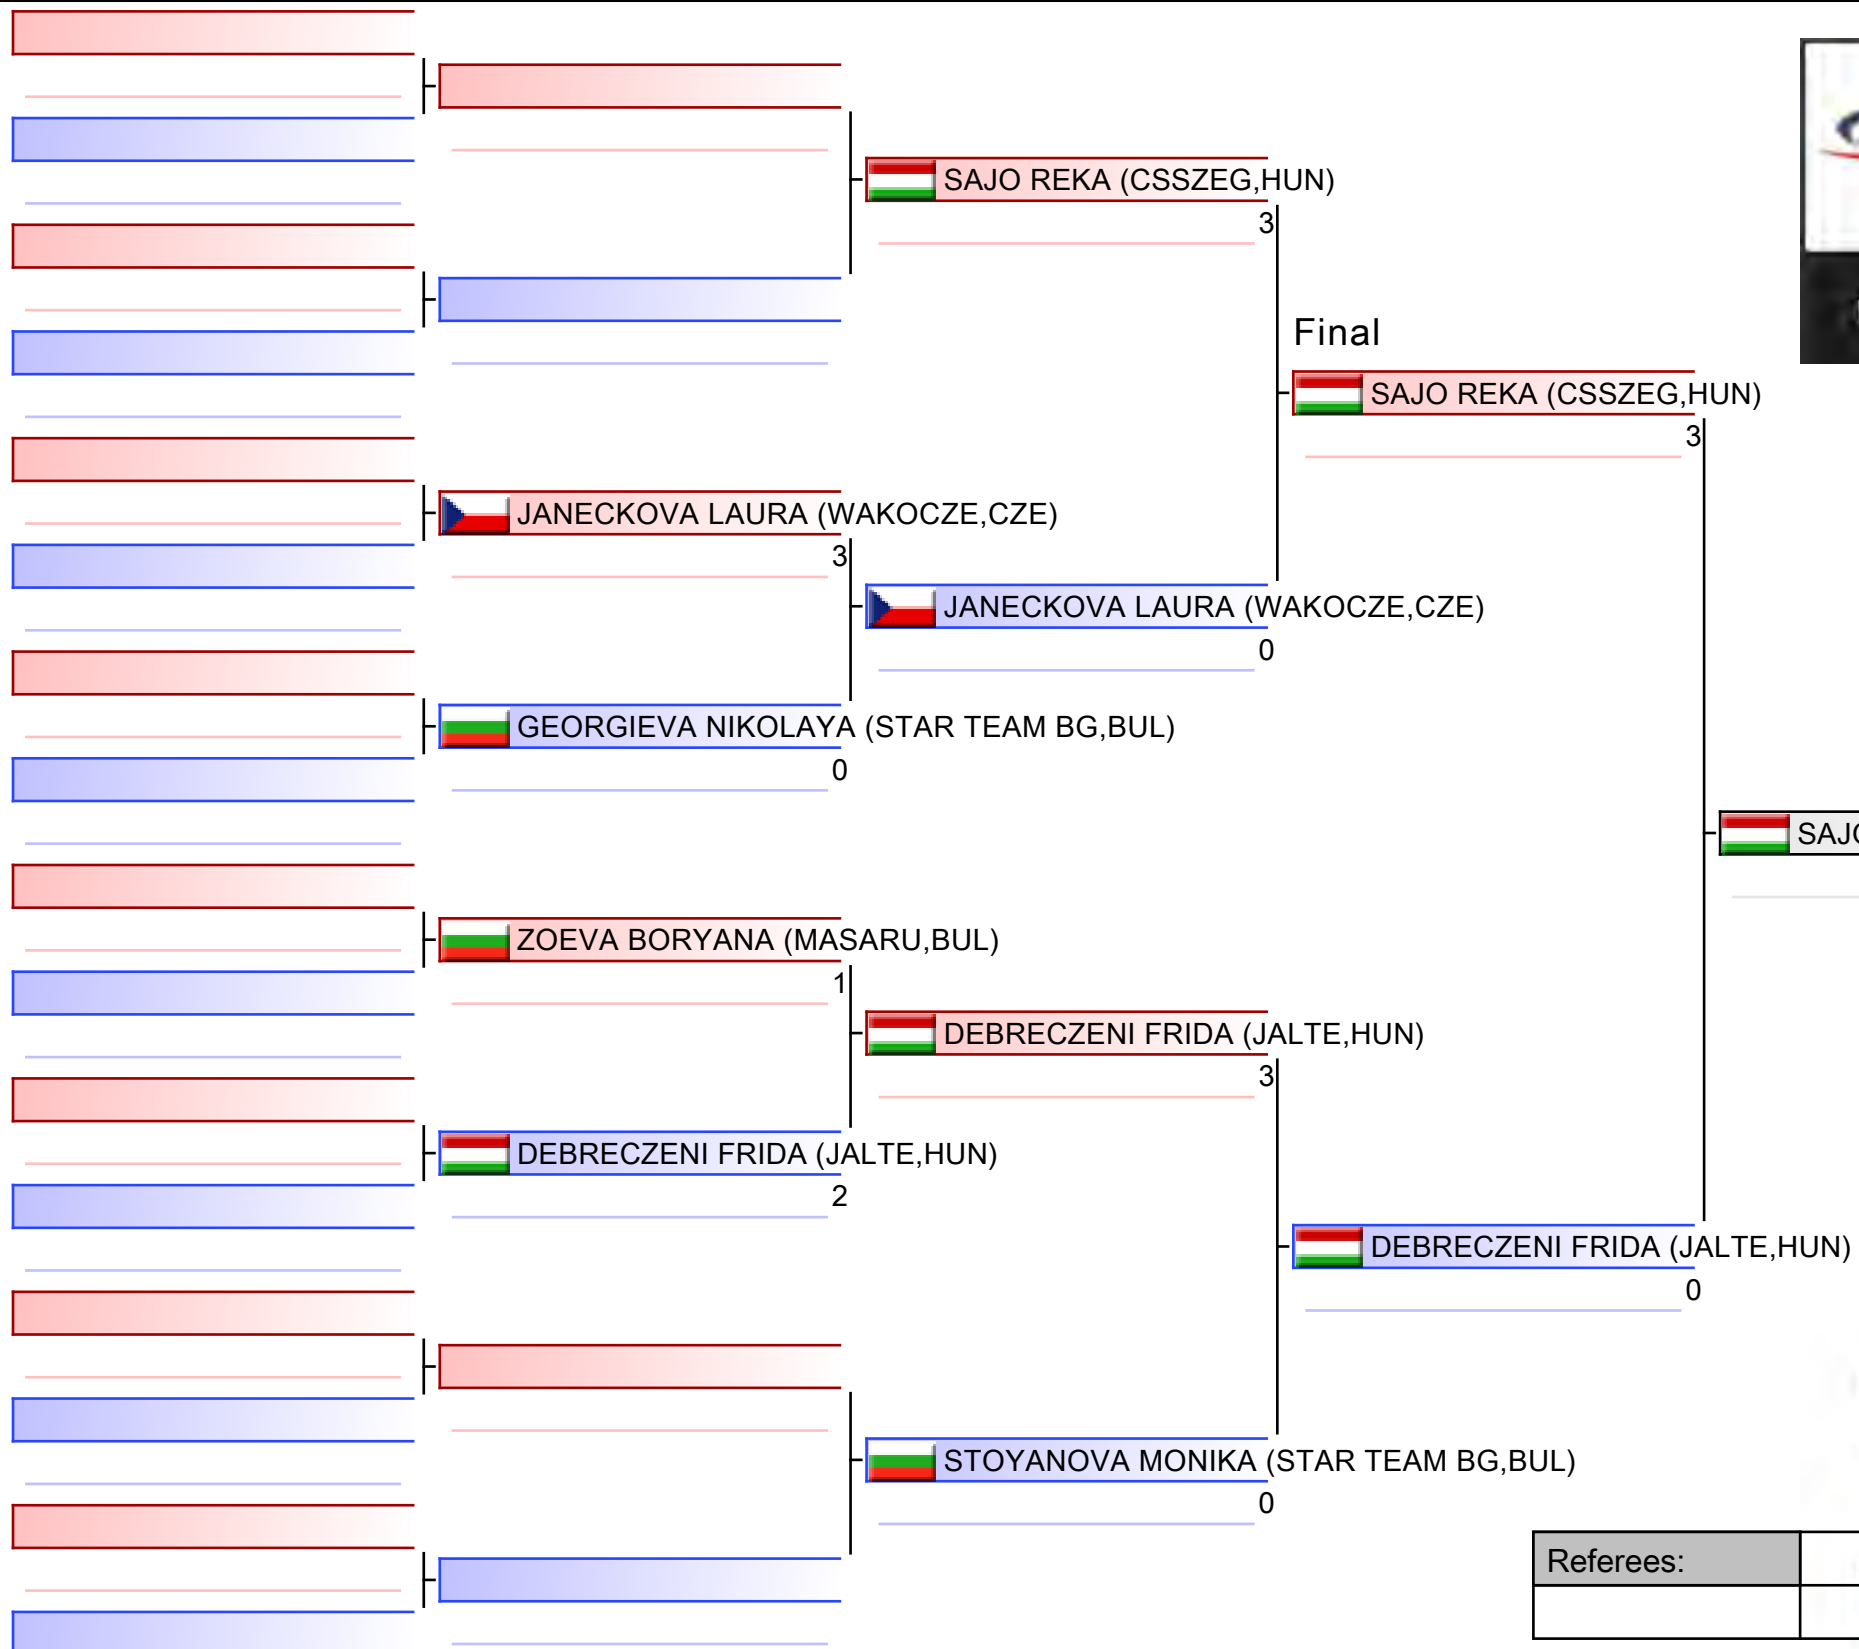 SAJO REKA (CSSZEG,HUN)
3
Final
SAJO REKA (CSSZEG,HUN)
3
JANECKOVA LAURA (WAKOCZE,CZE)
3
JANECKOVA LAURA (WAKOCZE,CZE)
0
GEORGIEVA NIKOLAYA (STAR TEAM BG,BUL)
0
ZOEVA BORYANA (MASARU,BUL)
1
DEBRECZENI FRIDA (JALTE,HUN)
3
DEBRECZENI FRIDA (JALTE,HUN)
2
DEBRECZENI FRIDA (JALTE,HUN)
0
STOYANOVA MONIKA (STAR TEAM BG,BUL)
0
Referees: